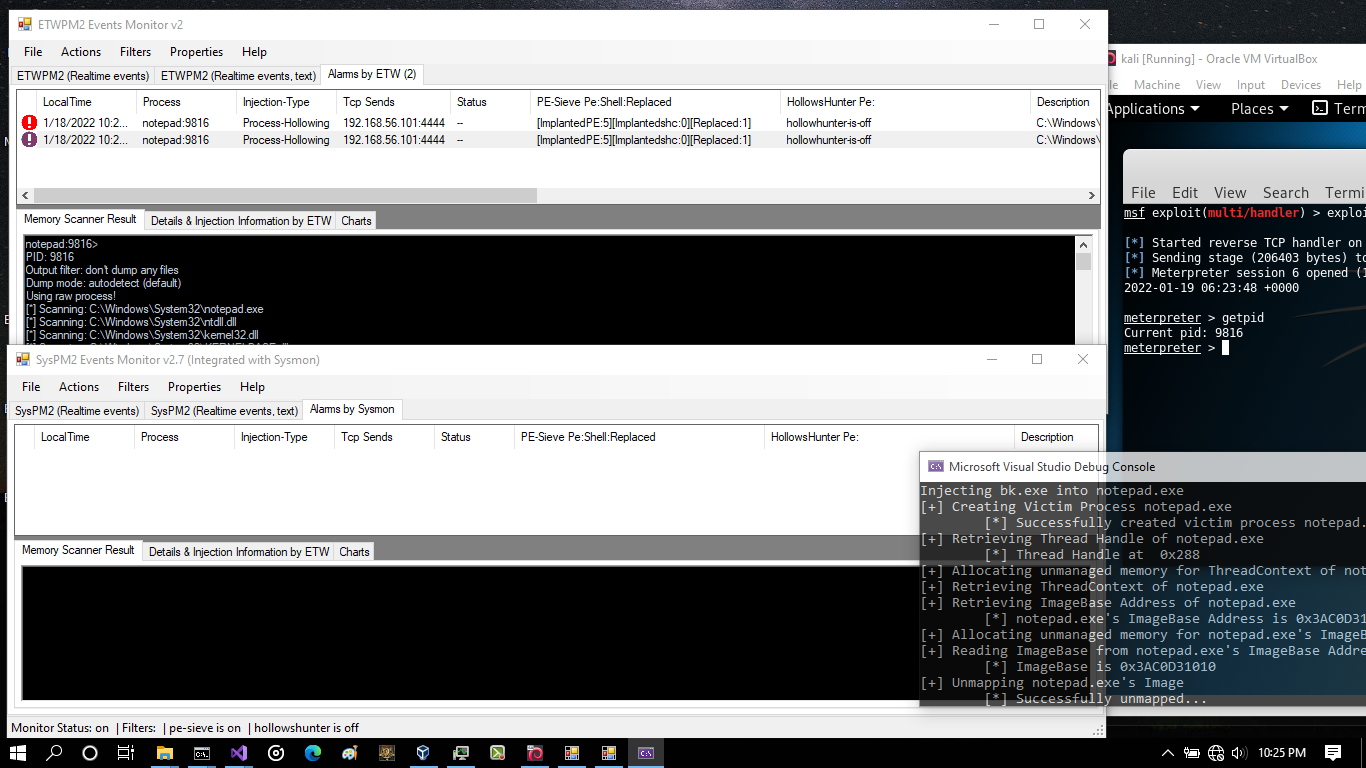 ETWPM2 Events Monitor v2
File Actions Filters Properties Help
ETWPM2 (Realtime events) ETWPM2 (Realtime events, text) Alarms by ETW (2)
LocalTime Process Injection-Type Tcp Sends Status PE-Sieve Pe:Shell:Replaced HollowsHunter Pe: Description
1/18/2022 10:2... notepad:9816 Process-Hollowing 192.168.56.101:4444 -- [ImplantedPE:5][Implantedshc:0][Replaced:1] hollowhunter-is-off C:\Windows\
1/18/2022 10:2... notepad:9816 Process-Hollowing 192.168.56.101:4444 -- [ImplantedPE:5][Implantedshc:0][Replaced:1] hollowhunter-is-off C:\Windows\
Memory Scanner Result Details & Injection Information by ETW Charts
notepad:9816>
PID: 9816
Output filter: don't dump any files
Dump mode: autodetect (default)
Using raw process!
[*] Scanning: C:\Windows\System32\notepad.exe
[*] Scanning: C:\Windows\System32\ntdll.dll
[*] Scanning: C:\Windows\System32\kernel32.dll
kali [Running] - Oracle VM VirtualBox
Machine View Input Devices Help
Applications Places Term
File Edit View Search Termi
msf exploit(multi/handler) > exploi
[*] Started reverse TCP handler on
[*] Sending stage (206403 bytes) to
[*] Meterpreter session 6 opened (1
2022-01-19 06:23:48 +0000
meterpreter > getpid
Current pid: 9816
meterpreter >
SysPM2 Events Monitor v2.7 (Integrated with Sysmon)
File Actions Filters Properties Help
SysPM2 (Realtime events) SysPM2 (Realtime events, text) Alarms by Sysmon
LocalTime Process Injection-Type Tcp Sends Status PE-Sieve Pe:Shell:Replaced HollowsHunter Pe: Description
Memory Scanner Result Details & Injection Information by ETW Charts
Monitor Status: on | Filters: | pe-sieve is on | hollowshunter is off
Microsoft Visual Studio Debug Console
Injecting bk.exe into notepad.exe
[+] Creating Victim Process notepad.exe
[*] Successfully created victim process notepad.
[+] Retrieving Thread Handle of notepad.exe
[*] Thread Handle at 0x288
[+] Allocating unmanaged memory for ThreadContext of not
[+] Retrieving ThreadContext of notepad.exe
[+] Retrieving ImageBase Address of notepad.exe
[*] notepad.exe's ImageBase Address is 0x3AC0D31
[+] Allocating unmanaged memory for notepad.exe's ImageB
[+] Reading ImageBase from notepad.exe's ImageBase Addre
[*] ImageBase is 0x3AC0D31010
[+] Unmapping notepad.exe's Image
[*] Successfully unmapped...
10:25 PM